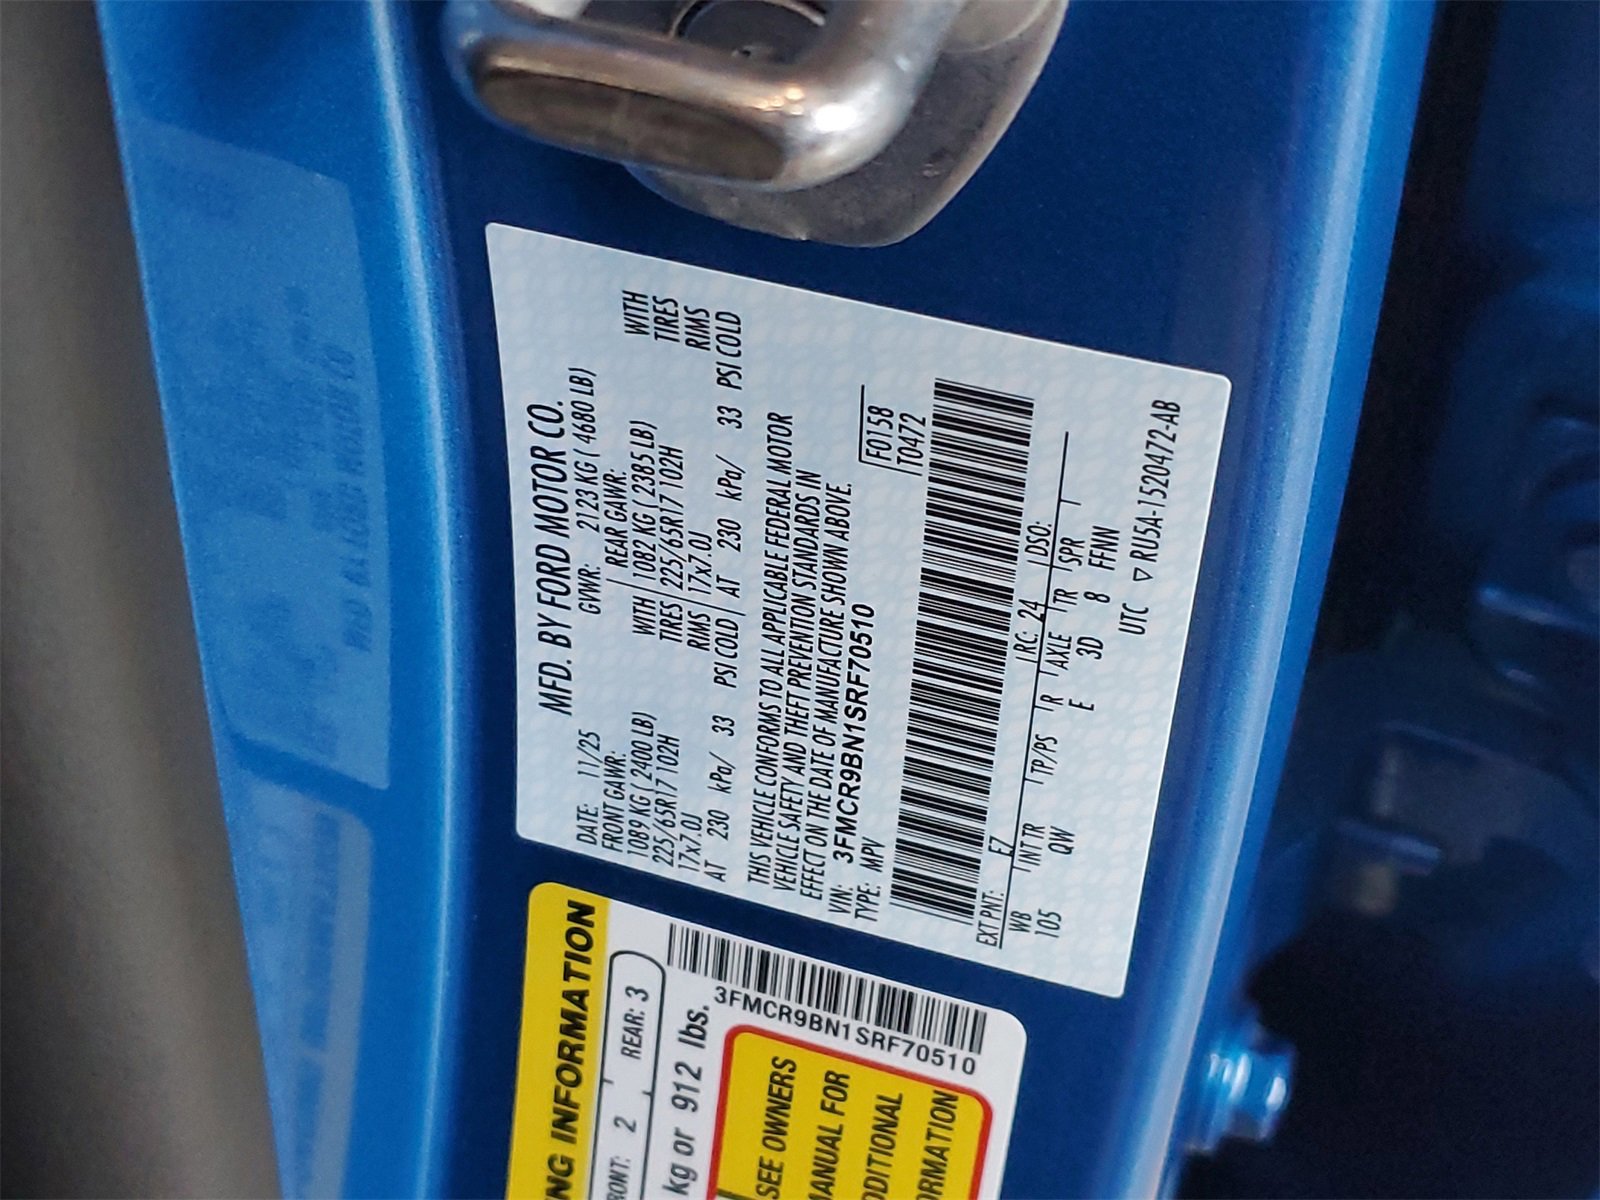 MFD. BY FORD MOTOR CO.
DATE: 11/25 GVWR: 2123 KG ( 4680 LB)
FRONT GAWR: REAR GAWR:
1089 KG ( 2400 LB) WITH 1082 KG ( 2385 LB) WITH
225/65R17 102H TIRES 225/65R17 102H TIRES
17x7.0J RIMS 17x7.0J RIMS
AT 230 kPa/ 33 PSI COLD AT 230 kPa/ 33 PSI COLD
THIS VEHICLE CONFORMS TO ALL APPLICABLE FEDERAL MOTOR
VEHICLE SAFETY AND THEFT PREVENTION STANDARDS IN
EFFECT ON THE DATE OF MANUFACTURE SHOWN ABOVE.
VIN: 3FMCR9BN1SRF70510
TYPE: MPV
F0158
T0472
EXT PNT: E7 RC: 24 DSO:
WB INT TR TP/PS R AXLE TR SPR
105 QW E 3D 8 FFNN
UTC ▽ RU5A-1520472-AB
NG INFORMATION
RONT: 2 REAR: 3
kg or 912 lbs.
3FMCR9BN1SRF70510
SEE OWNERS
MANUAL FOR
DDITIONAL
ORMATION